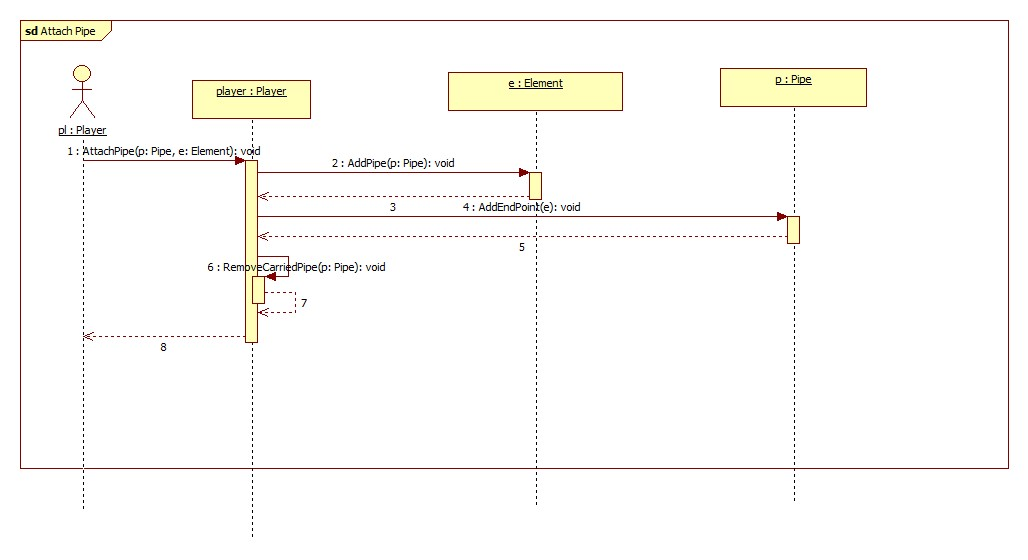 sd Attach Pipe
pl : Player
player : Player
e : Element
p : Pipe
1 : AttachPipe(p: Pipe, e: Element): void
2 : AddPipe(p: Pipe): void
3
4 : AddEndPoint(e): void
5
6 : RemoveCarriedPipe(p: Pipe): void
7
8